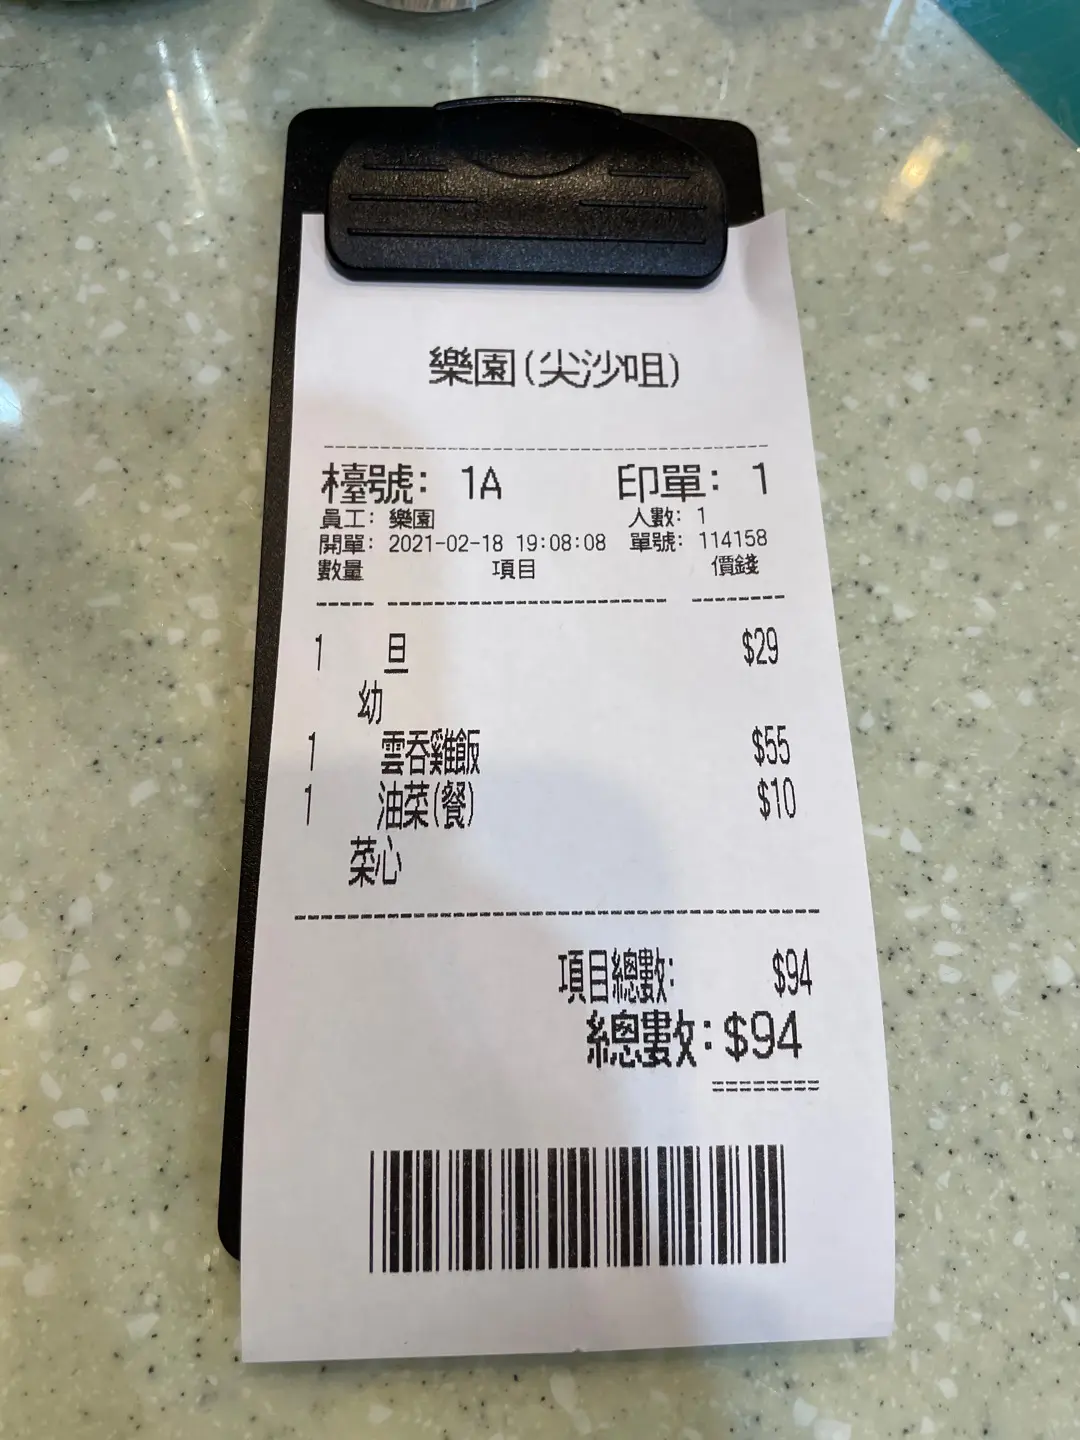 樂園(尖沙咀)
檯號: 1A 印單: 1
員工: 樂園 人數: 1
開單: 2021-02-18 19:08:08 單號: 114158
數量 項目 價錢
1 旦 $29
幼
1 雲吞雞飯 $55
1 油菜(餐) $10
菜心
項目總數: $94
總數: $94